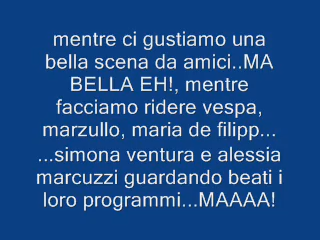 mentre ci gustiamo una
bella scena da amici..MA
BELLA EH!, mentre
facciamo ridere vespa,
marzullo, maria de filipp...
...simona ventura e alessia
marcuzzi guardando beati i
loro programmi...MAAAA!